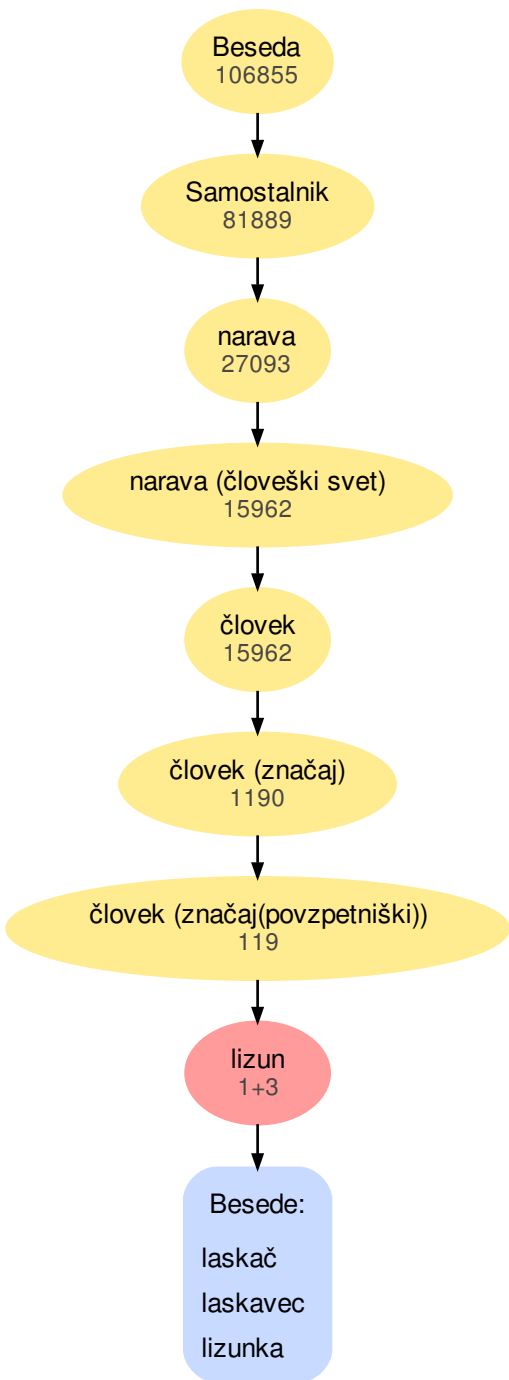 Beseda
106855
Samostalnik
81889
narava
27093
narava (človeški svet)
15962
človek
15962
človek (značaj)
1190
človek (značaj(povzpetniški))
119
lizun
1+3
Besede:
laskač
laskavec
lizunka